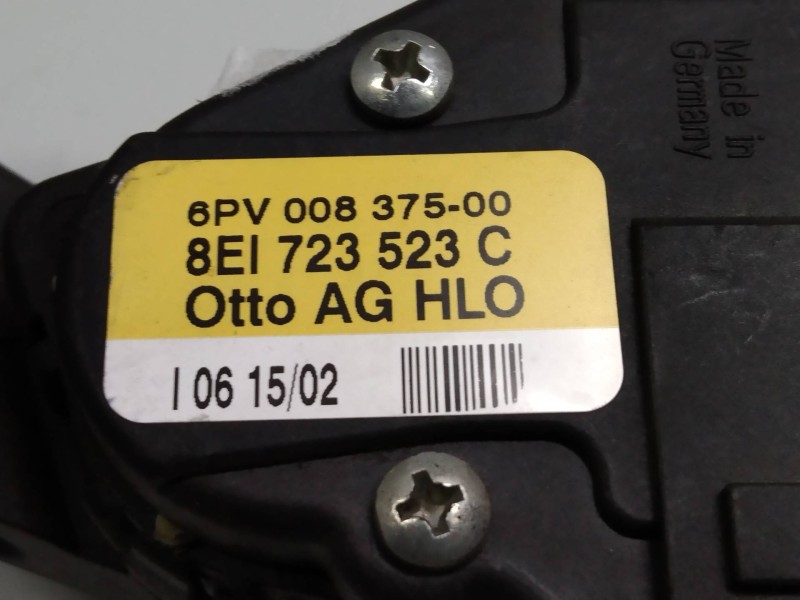 Made in
Germany
6PV 008 375-00
8EI 723 523 C
Otto AG HLO
I 06 15/02